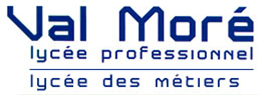 Val Moré
lycée professionnel
lycée des métiers